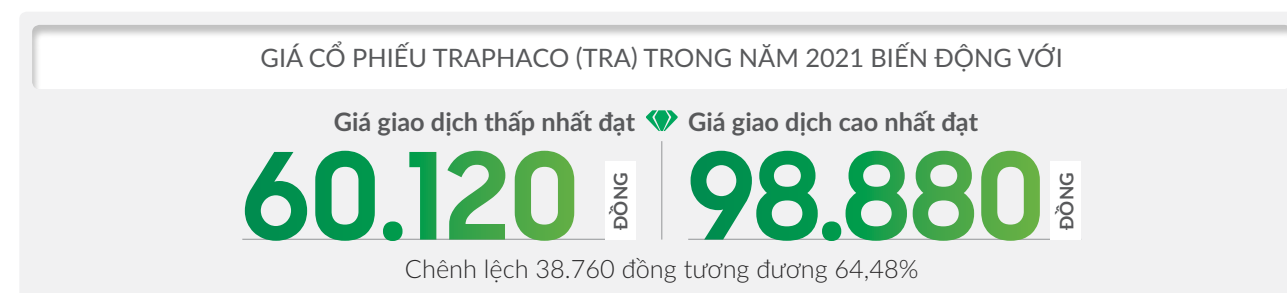 GIÁ CỔ PHIẾU TRAPHACO (TRA) TRONG NĂM 2021 BIẾN ĐỘNG VỚI
Giá giao dịch thấp nhất đạt
60.120 ĐỒNG
Giá giao dịch cao nhất đạt
98.880 ĐỒNG
Chênh lệch 38.760 đồng tương đương 64,48%